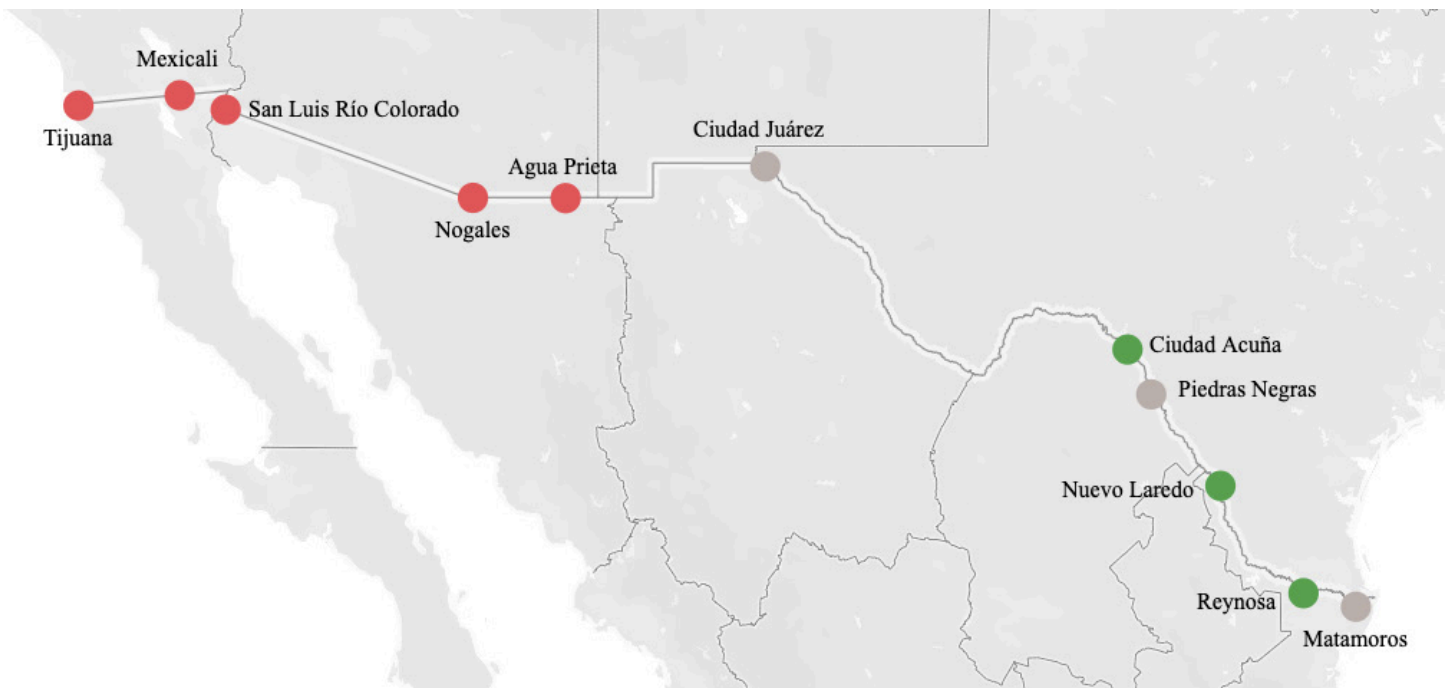 Mexicali
San Luis Río Colorado
Tijuana
Ciudad Juárez
Agua Prieta
Nogales
Ciudad Acuña
Piedras Negras
Nuevo Laredo
Reynosa
Matamoros